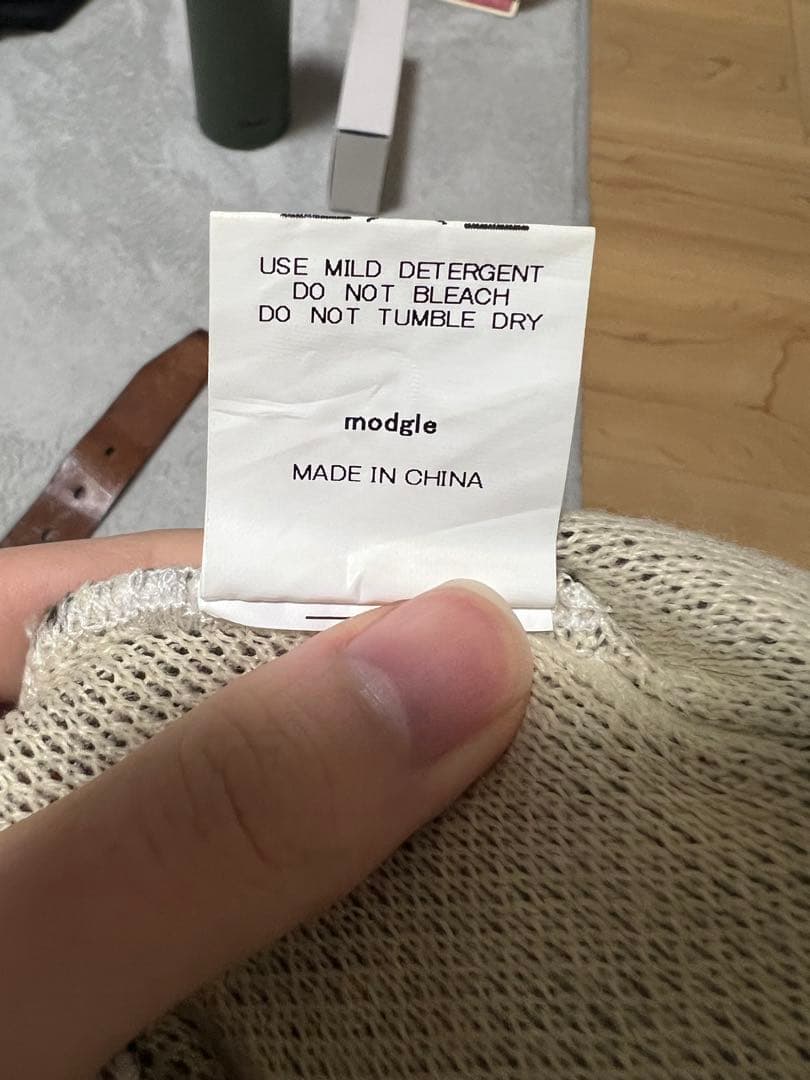 USE MILD DETERGENT
DO NOT BLEACH
DO NOT TUMBLE DRY
modgle
MADE IN CHINA